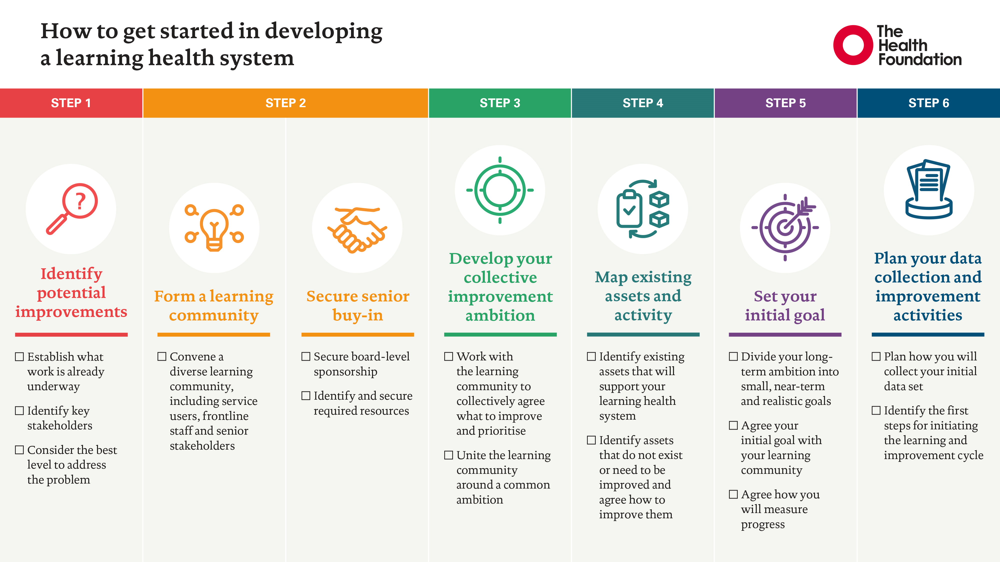 How to get started in developing
a learning health system
The
Health
Foundation
STEP 1
STEP 2
STEP 3
STEP 4
STEP 5
STEP 6
?
Identify
potential
improvements
Establish what
work is already
underway
Identify key
stakeholders
Consider the best
level to address
the problem
Form a learning
community
Convene a
diverse learning
community,
including service
users, frontline
staff and senior
stakeholders
Secure senior
buy-in
Secure board-level
sponsorship
Identify and secure
required resources
Develop your
collective
improvement
ambition
Work with
the learning
community to
collectively agree
what to improve
and prioritise
Unite the learning
community
around a common
ambition
Map existing
assets and
activity
Identify existing
assets that will
support your
learning health
system
Identify assets
that do not exist
or need to be
improved and
agree how to
improve them
Set your
initial goal
Divide your long-
term ambition into
small, near-term
and realistic goals
Agree your
initial goal with
your learning
community
Agree how you
will measure
progress
Plan your data
collection and
improvement
activities
Plan how you will
collect your initial
data set
Identify the first
steps for initiating
the learning and
improvement cycle